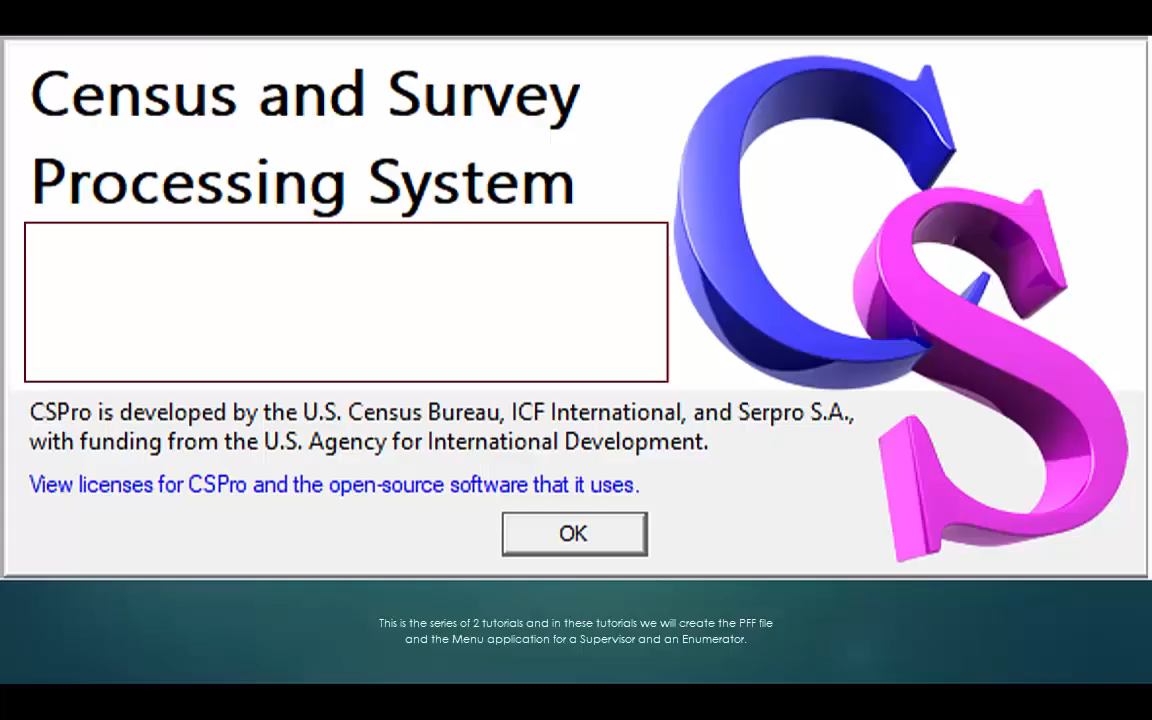 Census and Survey
Processing System
CS
CSPro is developed by the U.S. Census Bureau, ICF International, and Serpro S.A.,
with funding from the U.S. Agency for International Development.
View licenses for CSPro and the open-source software that it uses.
OK
This is the series of 2 tutorials and in these tutorials we will create the PFF file
and the Menu application for a Supervisor and an Enumerator.